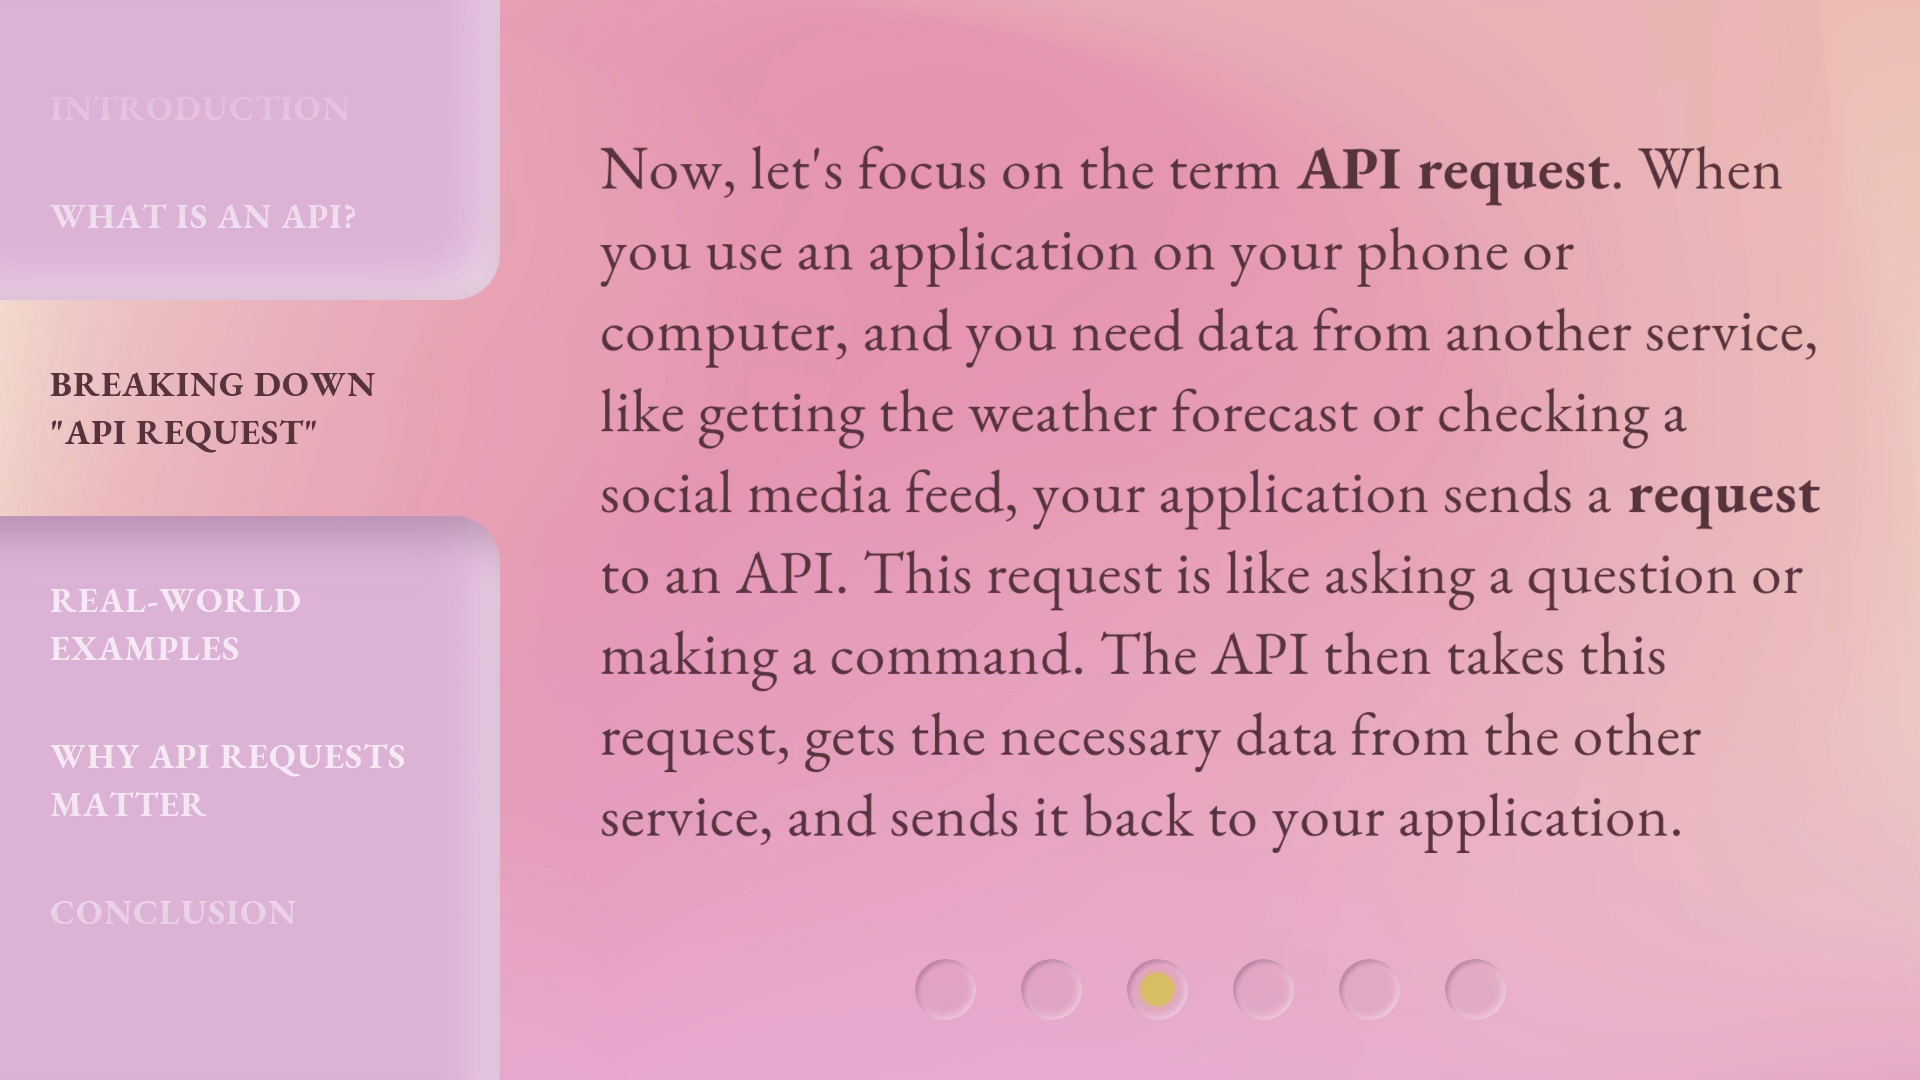 INTRODUCTION
WHAT IS AN API?
BREAKING DOWN
"API REQUEST"
REAL-WORLD
EXAMPLES
WHY API REQUESTS
MATTER
CONCLUSION
Now, let's focus on the term API request. When
you use an application on your phone or
computer, and you need data from another service,
like getting the weather forecast or checking a
social media feed, your application sends a request
to an API. This request is like asking a question or
making a command. The API then takes this
request, gets the necessary data from the other
service, and sends it back to your application.